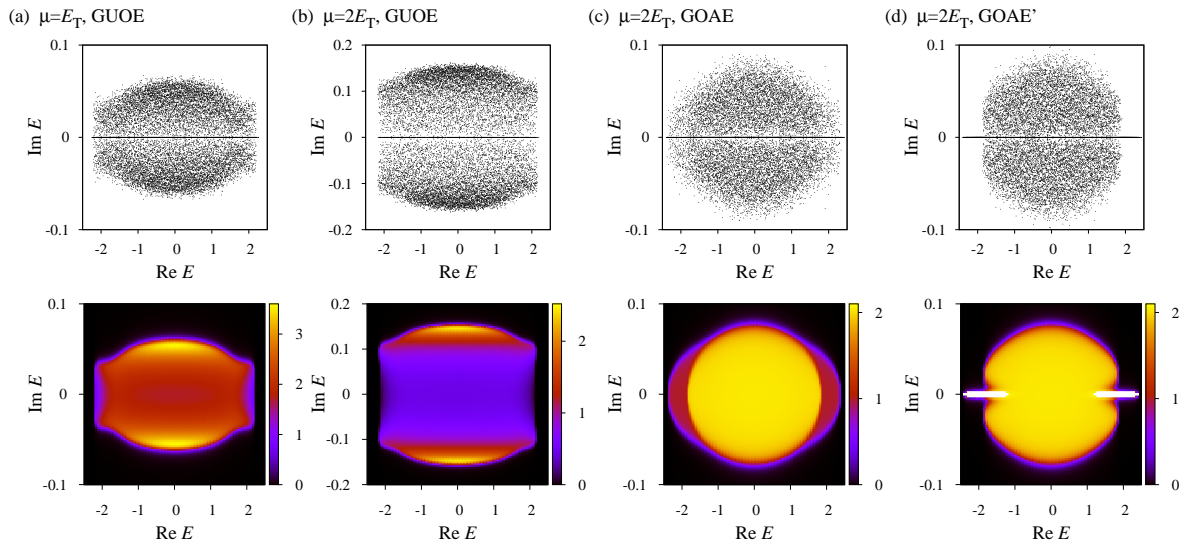 (a) μ=E_T, GUOE (b) μ=2E_T, GUOE (c) μ=2E_T, GOAE (d) μ=2E_T, GOAE’
0.1 0.2 0.1 0.1
Im E 0 Im E 0.1 0 -0.1 Im E 0 Im E 0
-0.1 -0.2 -0.1 -0.1
-2 -1 0 1 2 -2 -1 0 1 2 -2 -1 0 1 2 -2 -1 0 1 2
Re E Re E Re E Re E
0.1 0.2 0.1 0.1
Im E 0 3 2 1 0 Im E 0.1 0 -0.1 2 1 0 Im E 0 2 1 0 Im E 0 2 1 0
-0.1 -0.2 -0.1 -0.1
-2 -1 0 1 2 -2 -1 0 1 2 -2 -1 0 1 2 -2 -1 0 1 2
Re E Re E Re E Re E